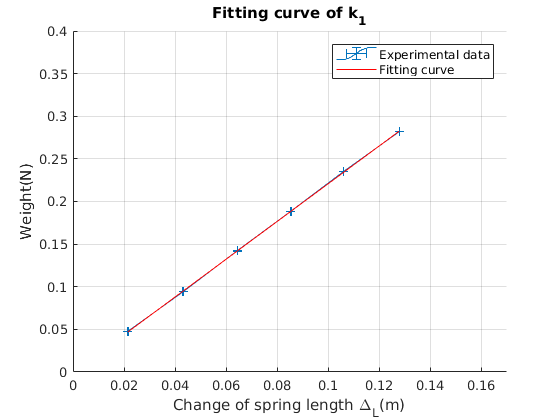 Fitting curve of k1
Experimental data
Fitting curve
Weight(N)
0.4
0.35
0.3
0.25
0.2
0.15
0.1
0.05
0
0 0.02 0.04 0.06 0.08 0.1 0.12 0.14 0.16
Change of spring length ΔL(m)